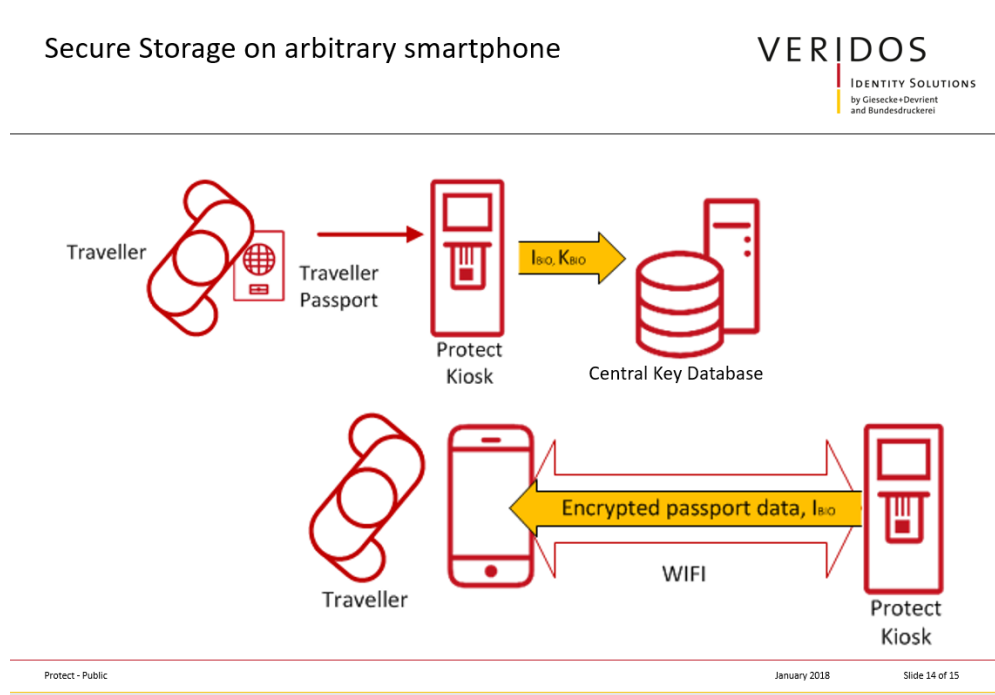 Secure Storage on arbitrary smartphone
VERIDOS
IDENTITY SOLUTIONS
by Giesecke+Devrient
and Bundesdruckerei
Traveller
Traveller
Passport
Protect
Kiosk
IBIO, KBIO
Central Key Database
Traveller
Encrypted passport data, IBIO
WIFI
Protect
Kiosk
Protect - Public
January 2018
Slide 14 of 15